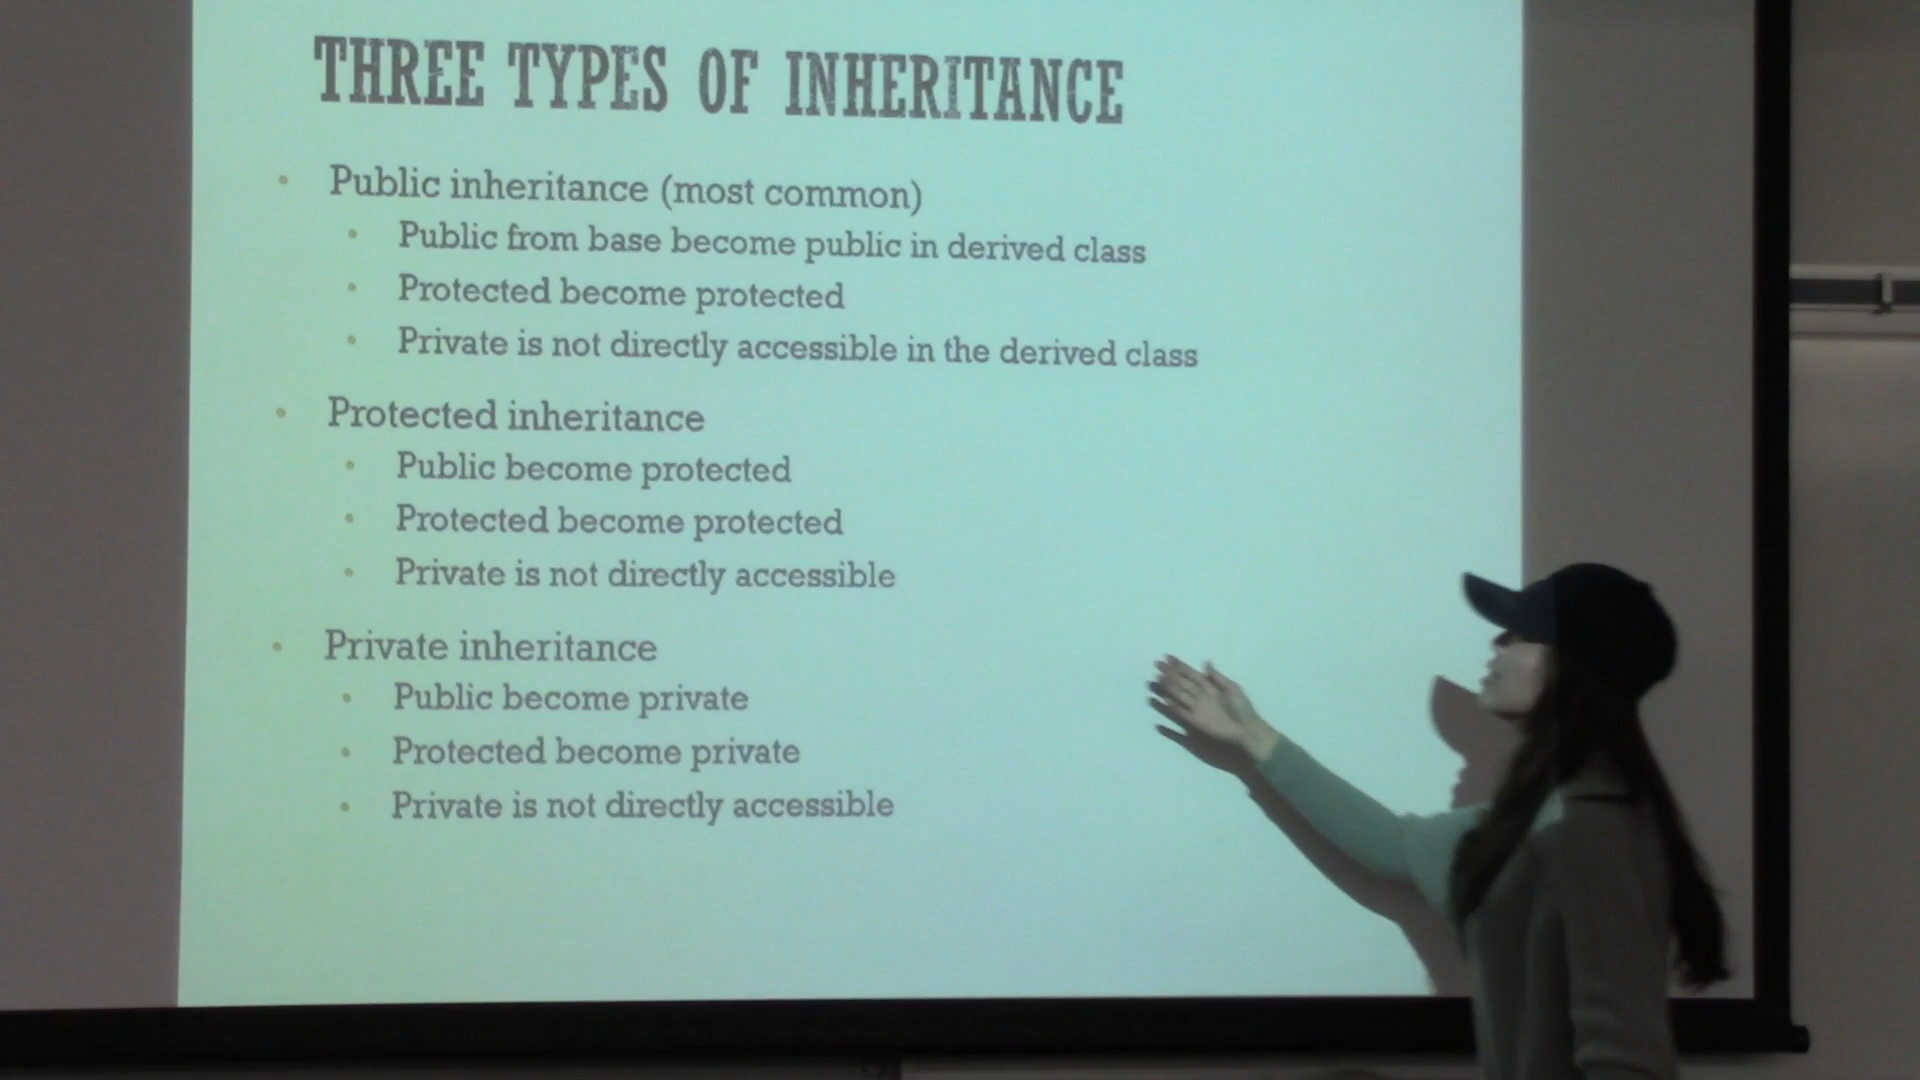 THREE TYPES OF INHERITANCE
Public inheritance (most common)
Public from base become public in derived class
Protected become protected
Private is not directly accessible in the derived class
Protected inheritance
Public become protected
Protected become protected
Private is not directly accessible
Private inheritance
Public become private
Protected become private
Private is not directly accessible